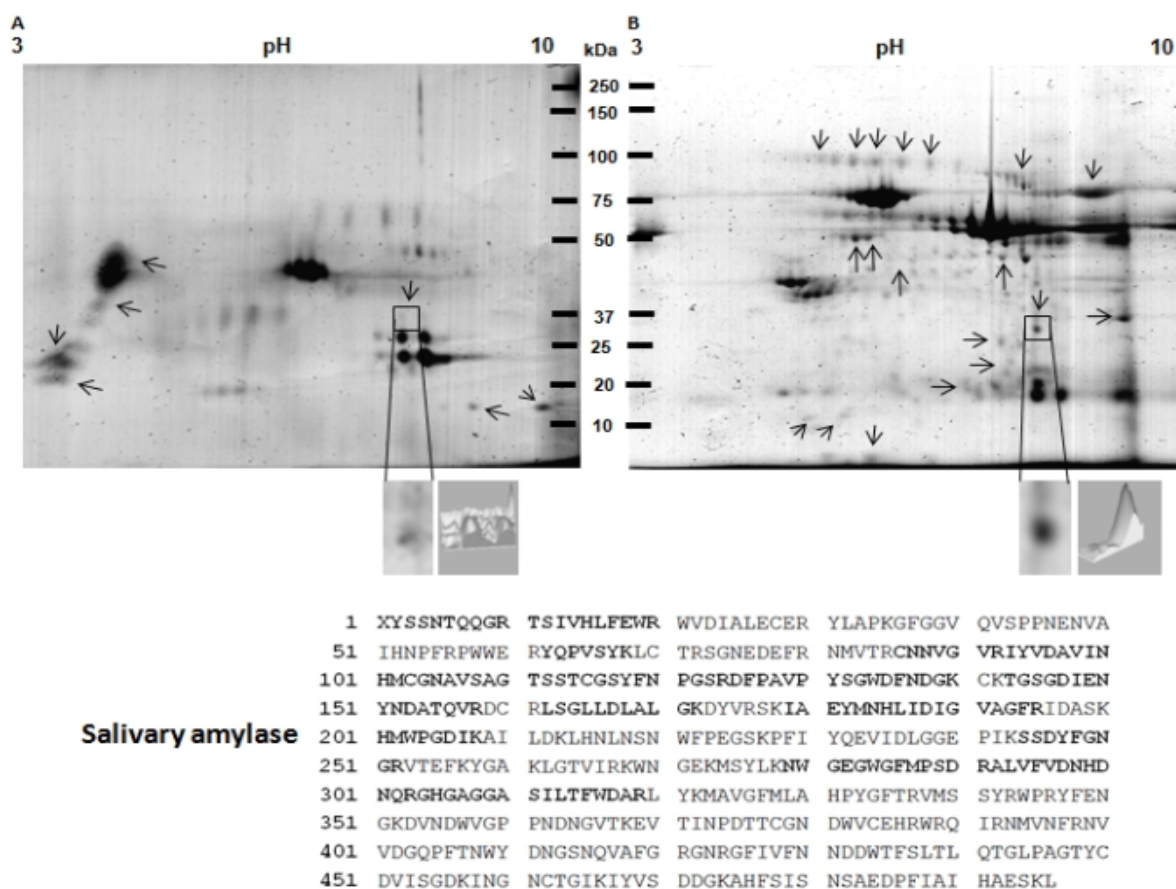 A
B
3 pH 10 kDa 3 pH 10
250
150
100
75
50
37
25
20
10
1 XYSSNTQQGR TSIVHLFEWR WVDIALECER YLAPKGFGGV QVSPPNENVA
51 IHNPFRPWWE RYQPVSYKLC TRSGNEDEFR NMVTRCNNVG VRIYVDAVIN
101 HMCGNAVSAG TSSTCGSYFN PGSRDFPAVP YSGWDFNDGK CKTGSGDIEN
151 YNDATQVRDC RLSGLLDLAL GKDYVRSKIA EYMNHLIDIG VAGFRIDASK
Salivary amylase
201 HMWPGDIKAI LDKLHNLNSN WFPEGSKPFI YQEVIDLGGE PIKSSDYFGN
251 GRVTEFKYGA KLGTVIRKWN GEKMSYLKNW GEGWGFMPSD RALVFVDNHD
301 NQRGHGAGGA SILTFWDARL YKMAVGFMLA HPYGFTRVMS SYRWPRYFEN
351 GKDVNDWVGP PNDNGVTKEV TINPDTTCGN DWVCEHRWRQ IRNMVNFRNV
401 VDGQPFTNWY DNGSNQVAFG RGNRGFIVFN NDDWTFSLTL QTGLPAGTYC
451 DVISGDKING NCTGIKIYVS DDGKAHFSIS NSAEDPFIAI HAESKL